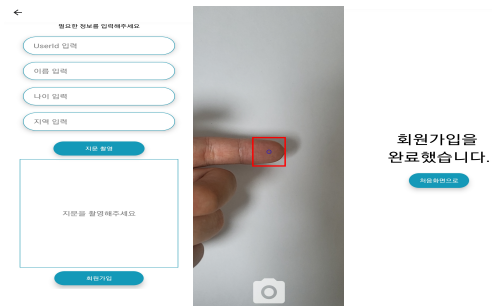 필요한 정보를 입력해주세요
UserId 입력
이름 입력
나이 입력
지역 입력
지문 촬영
지문을 촬영해주세요
회원가입
회원가입을
완료했습니다.
처음화면으로